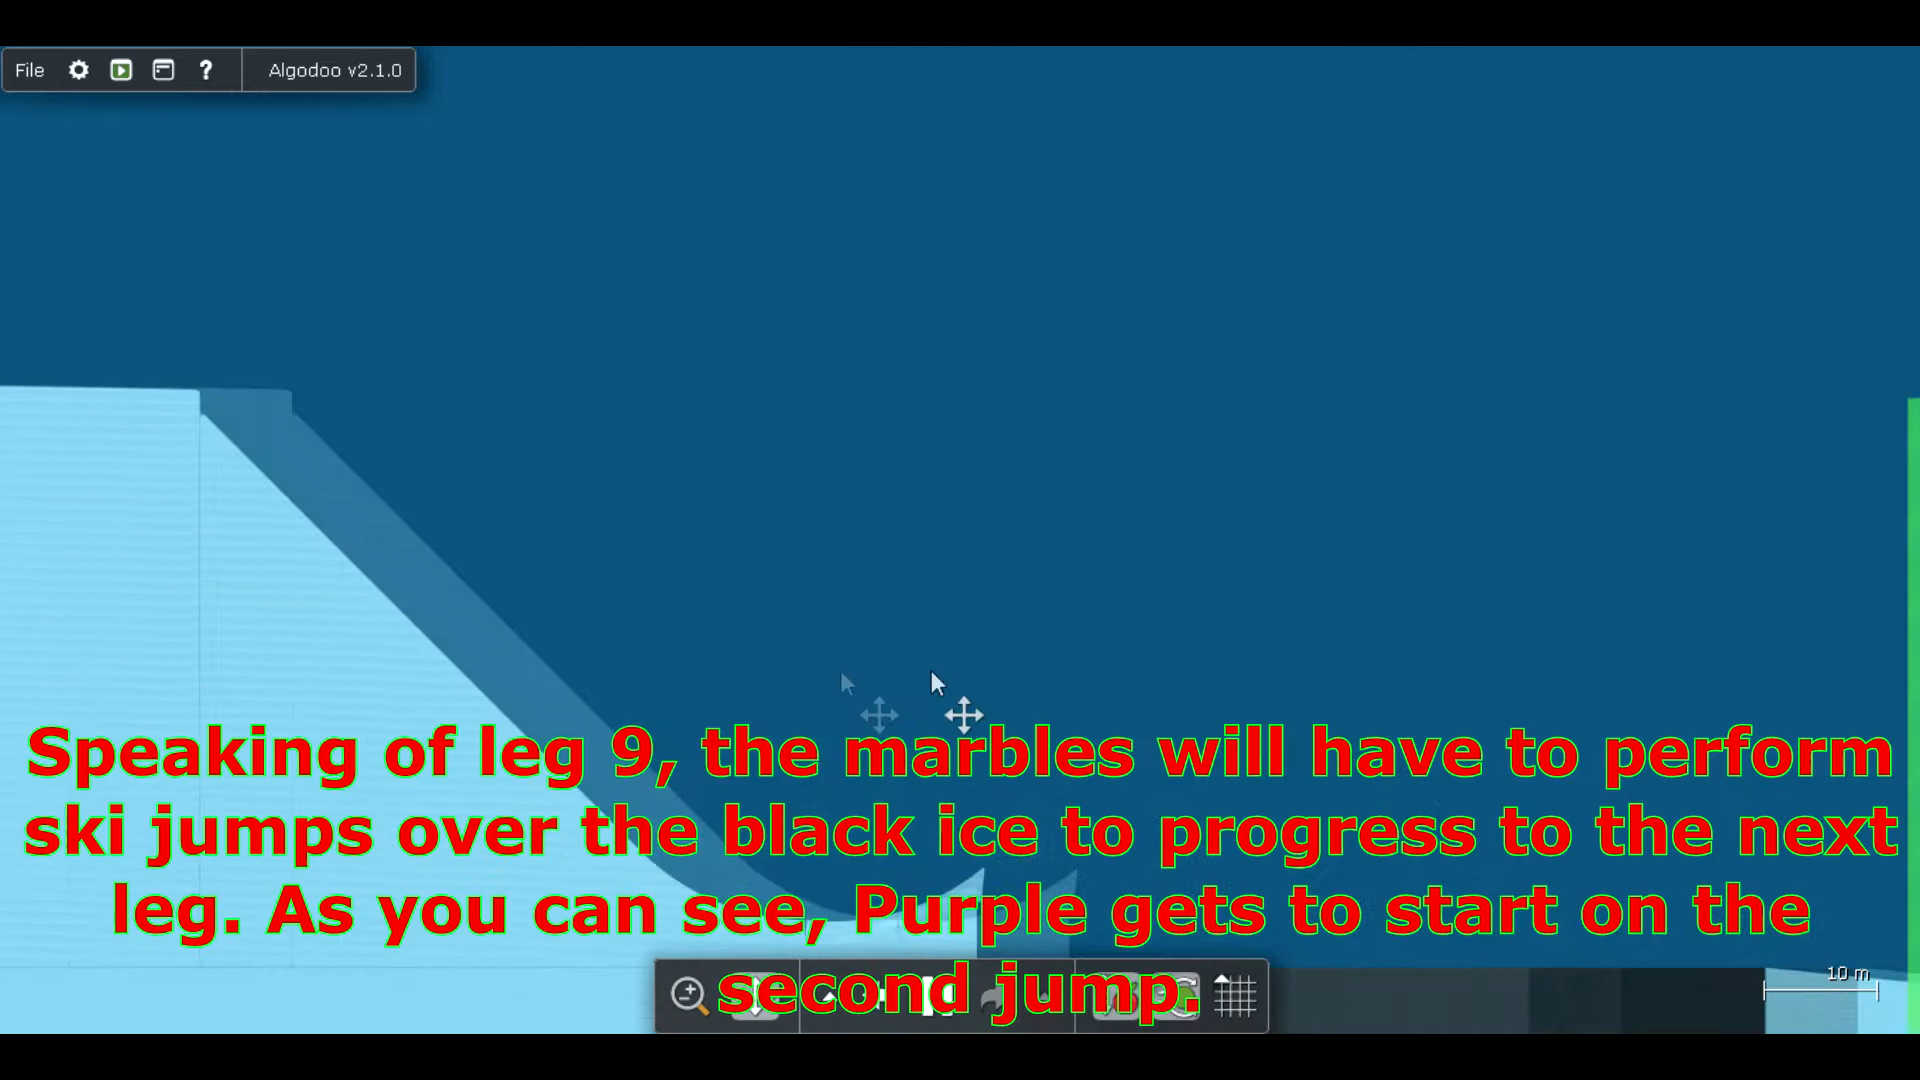 File ? Algodoo v2.1.0
Speaking of leg 9, the marbles will have to perform
ski jumps over the black ice to progress to the next
leg. As you can see, Purple gets to start on the
second jump.
10 m